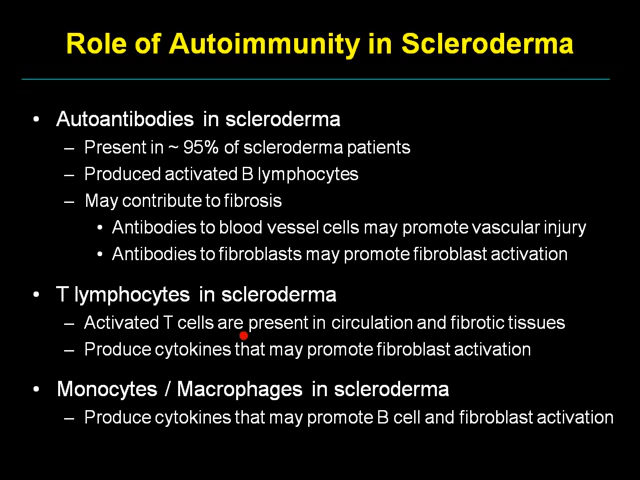 Role of Autoimmunity in Scleroderma
• Autoantibodies in scleroderma
– Present in ~ 95% of scleroderma patients
– Produced activated B lymphocytes
– May contribute to fibrosis
• Antibodies to blood vessel cells may promote vascular injury
• Antibodies to fibroblasts may promote fibroblast activation
• T lymphocytes in scleroderma
– Activated T cells are present in circulation and fibrotic tissues
– Produce cytokines that may promote fibroblast activation
• Monocytes / Macrophages in scleroderma
– Produce cytokines that may promote B cell and fibroblast activation